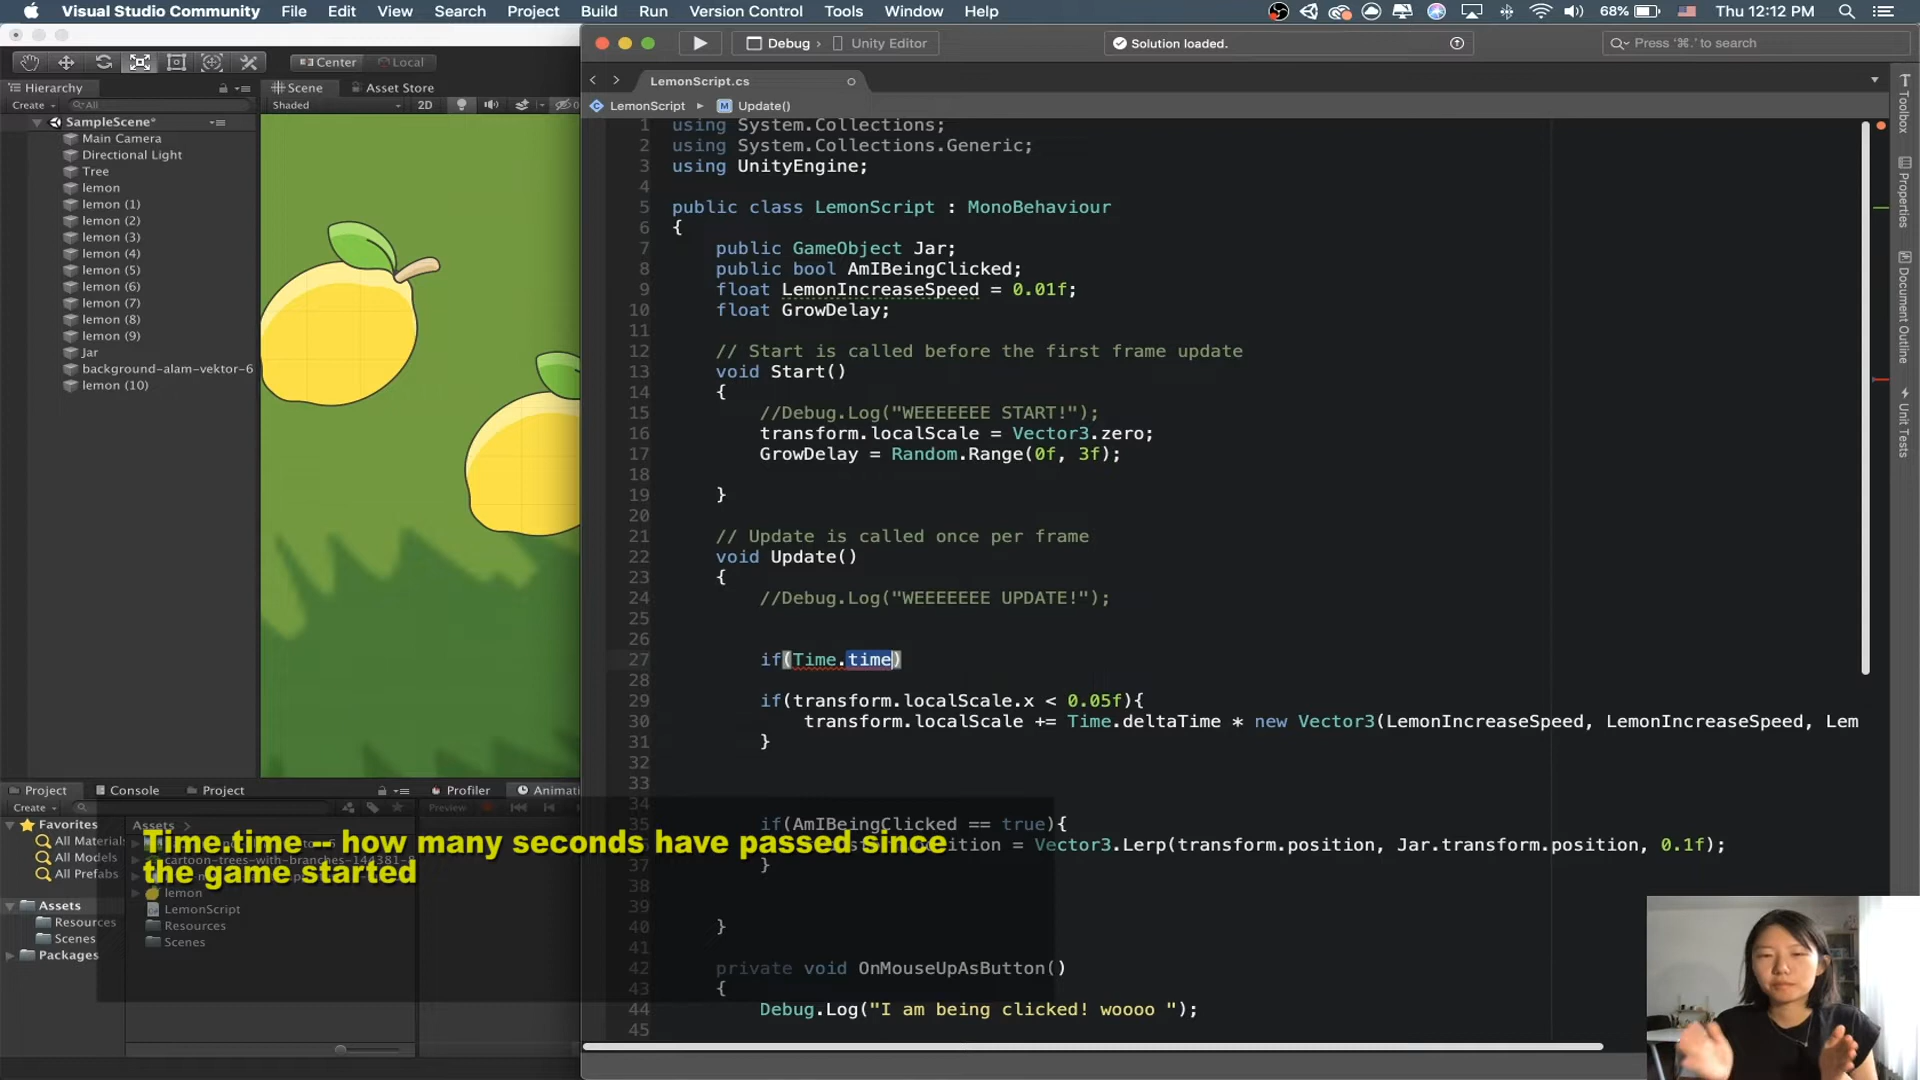 Visual Studio Community File Edit View Search Project Build Run Version Control Tools Window Help 68% Thu 12:12 PM
Center Local
Debug › Unity Editor
Solution loaded.
Press '⌘.' to search
Hierarchy
Create All
SampleScene*
Main Camera
Directional Light
Tree
lemon
lemon (1)
lemon (2)
lemon (3)
lemon (4)
lemon (5)
lemon (6)
lemon (7)
lemon (8)
lemon (9)
Jar
background-alam-vektor-6
lemon (10)
Scene Asset Store
Shaded 2D
LemonScript.cs
LemonScript ▸ M Update()
1 using System.Collections;
2 using System.Collections.Generic;
3 using UnityEngine;
4
5 public class LemonScript : MonoBehaviour
6 {
7 public GameObject Jar;
8 public bool AmIBeingClicked;
9 float LemonIncreaseSpeed = 0.01f;
10 float GrowDelay;
11
12 // Start is called before the first frame update
13 void Start()
14 {
15 //Debug.Log("WEEEEEEE START!");
16 transform.localScale = Vector3.zero;
17 GrowDelay = Random.Range(0f, 3f);
18
19 }
20
21 // Update is called once per frame
22 void Update()
23 {
24 //Debug.Log("WEEEEEEE UPDATE!");
25
26
27 if(Time.time)
28
29 if(transform.localScale.x < 0.05f){
30 transform.localScale += Time.deltaTime * new Vector3(LemonIncreaseSpeed, LemonIncreaseSpeed, Lem
31 }
32
33
34
if(AmIBeingClicked == true){
= Vector3.Lerp(transform.position, Jar.transform.position, 0.1f);
37 }
38
39
40 }
41
42 private void OnMouseUpAsButton()
43 {
44 Debug.Log("I am being clicked! woooo ");
45
Toolbox
Properties
Document Outline
Unit Tests
Project Console Project
Create
Favorites
All Materials
All Models
All Prefabs
Assets
Resources
Scenes
Packages
Assets
cartoon-trees-with-branches-144381-8
lemon
LemonScript
Resources
Scenes
Profiler Animati
Preview
Time.time -- how many seconds have passed since
the game started